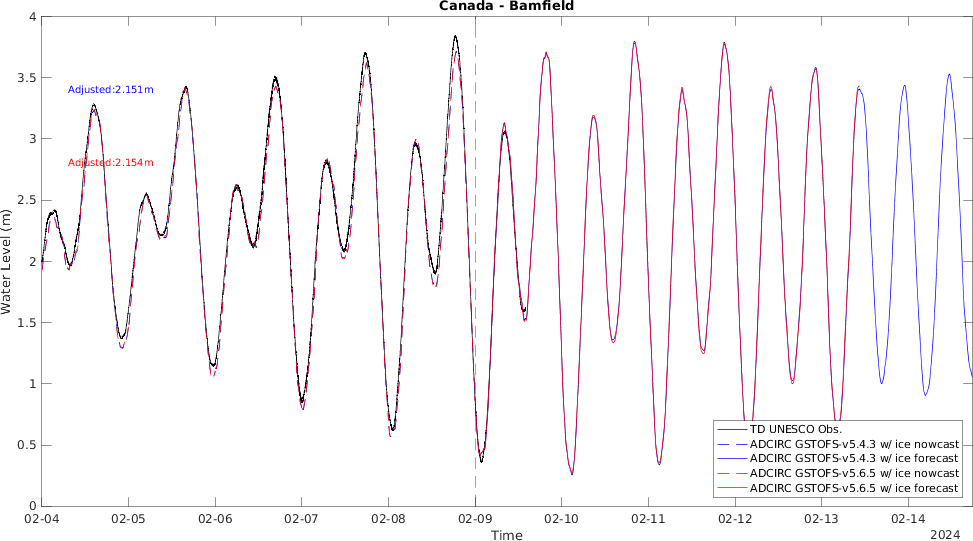 Canada - Bamfield
4
3.5
3
2.5
2
1.5
1
0.5
0
Water Level (m)
Adjusted:2.151m
Adjusted:2.154m
TD UNESCO Obs.
ADCIRC GSTOFS-v5.4.3 w/ ice nowcast
ADCIRC GSTOFS-v5.4.3 w/ ice forecast
ADCIRC GSTOFS-v5.6.5 w/ ice nowcast
ADCIRC GSTOFS-v5.6.5 w/ ice forecast
02-04 02-05 02-06 02-07 02-08 02-09 02-10 02-11 02-12 02-13 02-14
Time
2024